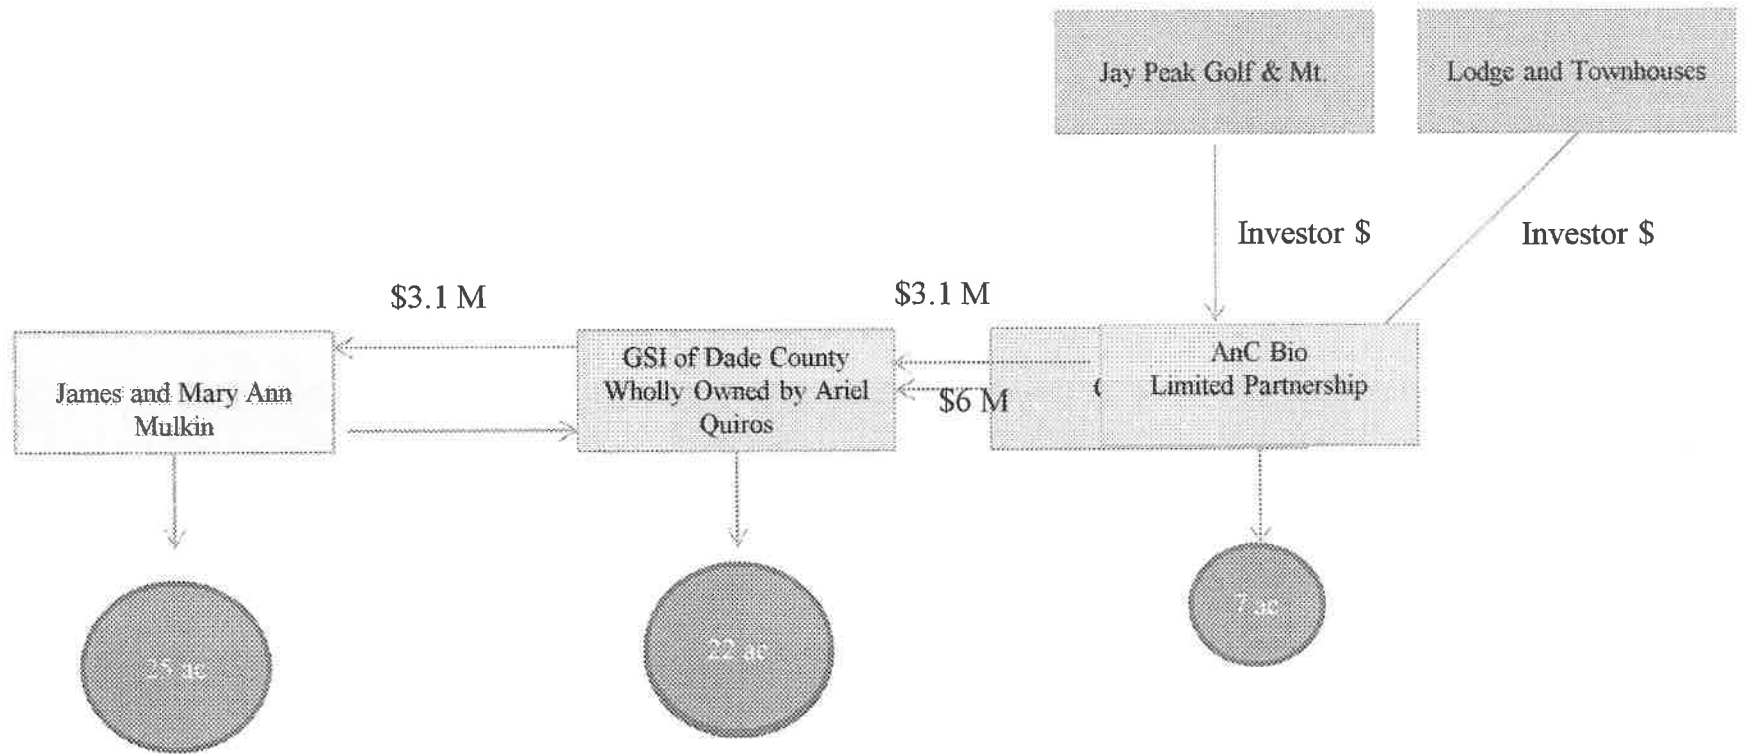 Jay Peak Golf & Mt.
Lodge and Townhouses
Investor $
Investor $
$3.1 M
$3.1 M
James and Mary Ann
Mulkin
GSI of Dade County
Wholly Owned by Ariel
Quiros
$6 M
AnC Bio
Limited Partnership
25 ac
22 ac
7 ac